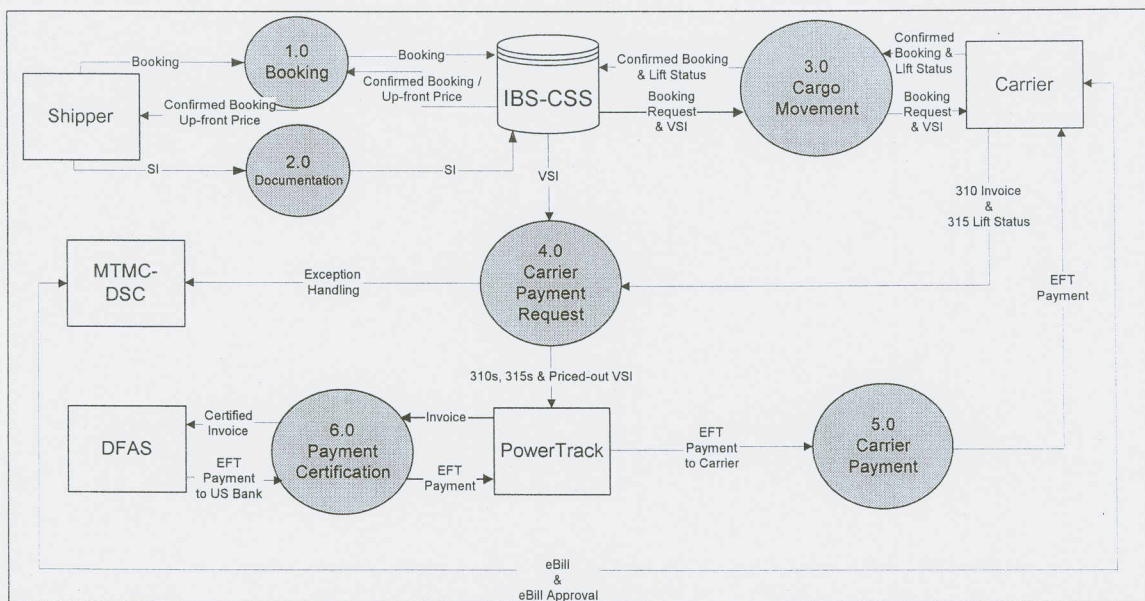 Booking
1.0
Booking
Booking
Confirmed Booking /
Up-front Price
Confirmed Booking
Up-front Price
Shipper
SI
2.0
Documentation
SI
IBS-CSS
Confirmed Booking
& Lift Status
Booking
Request
& VSI
3.0
Cargo
Movement
Confirmed
Booking &
Lift Status
Booking
Request
& VSI
Carrier
VSI
310 Invoice
&
315 Lift Status
MTMC-
DSC
Exception
Handling
4.0
Carrier
Payment
Request
EFT
Payment
310s, 315s & Priced-out VSI
DFAS
Certified
Invoice
EFT
Payment
to US Bank
6.0
Payment
Certification
Invoice
EFT
Payment
PowerTrack
EFT
Payment
to Carrier
5.0
Carrier
Payment
eBill
&
eBill Approval